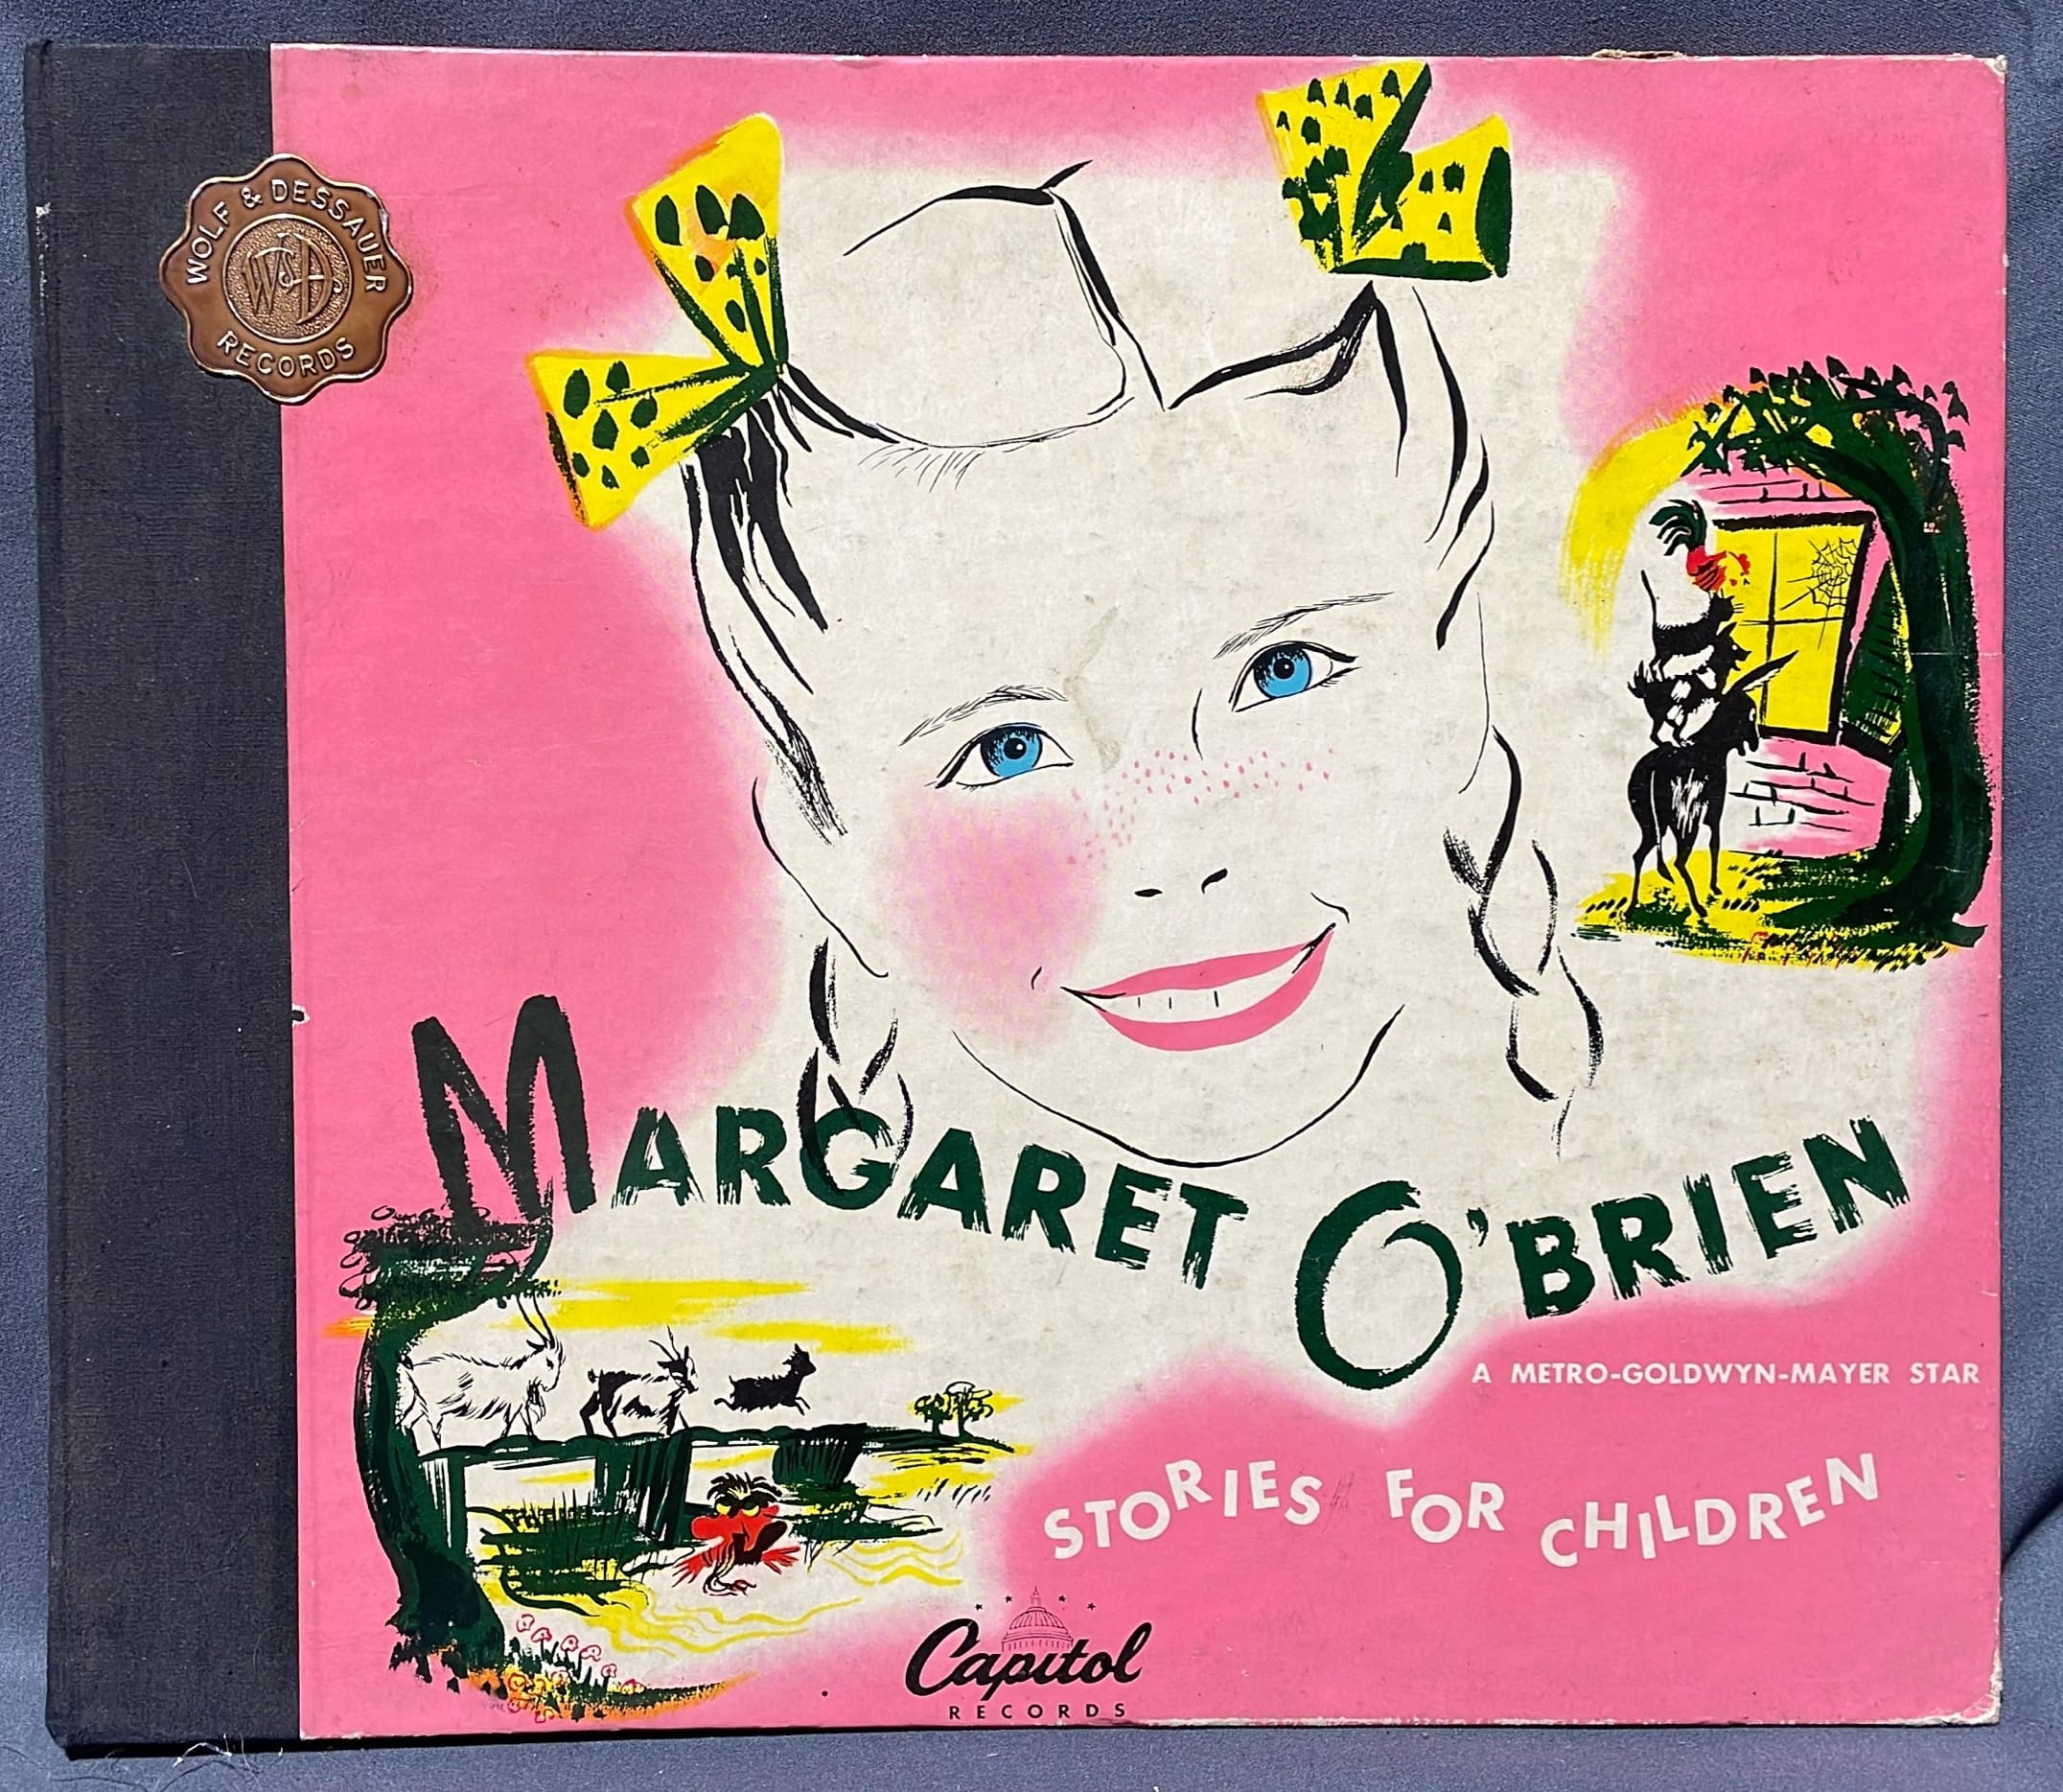 WOLF & DESSAUER
W&D
RECORDS
MARGARET O'BRIEN
A METRO-GOLDWYN-MAYER STAR
STORIES FOR CHILDREN
Capitol
RECORDS